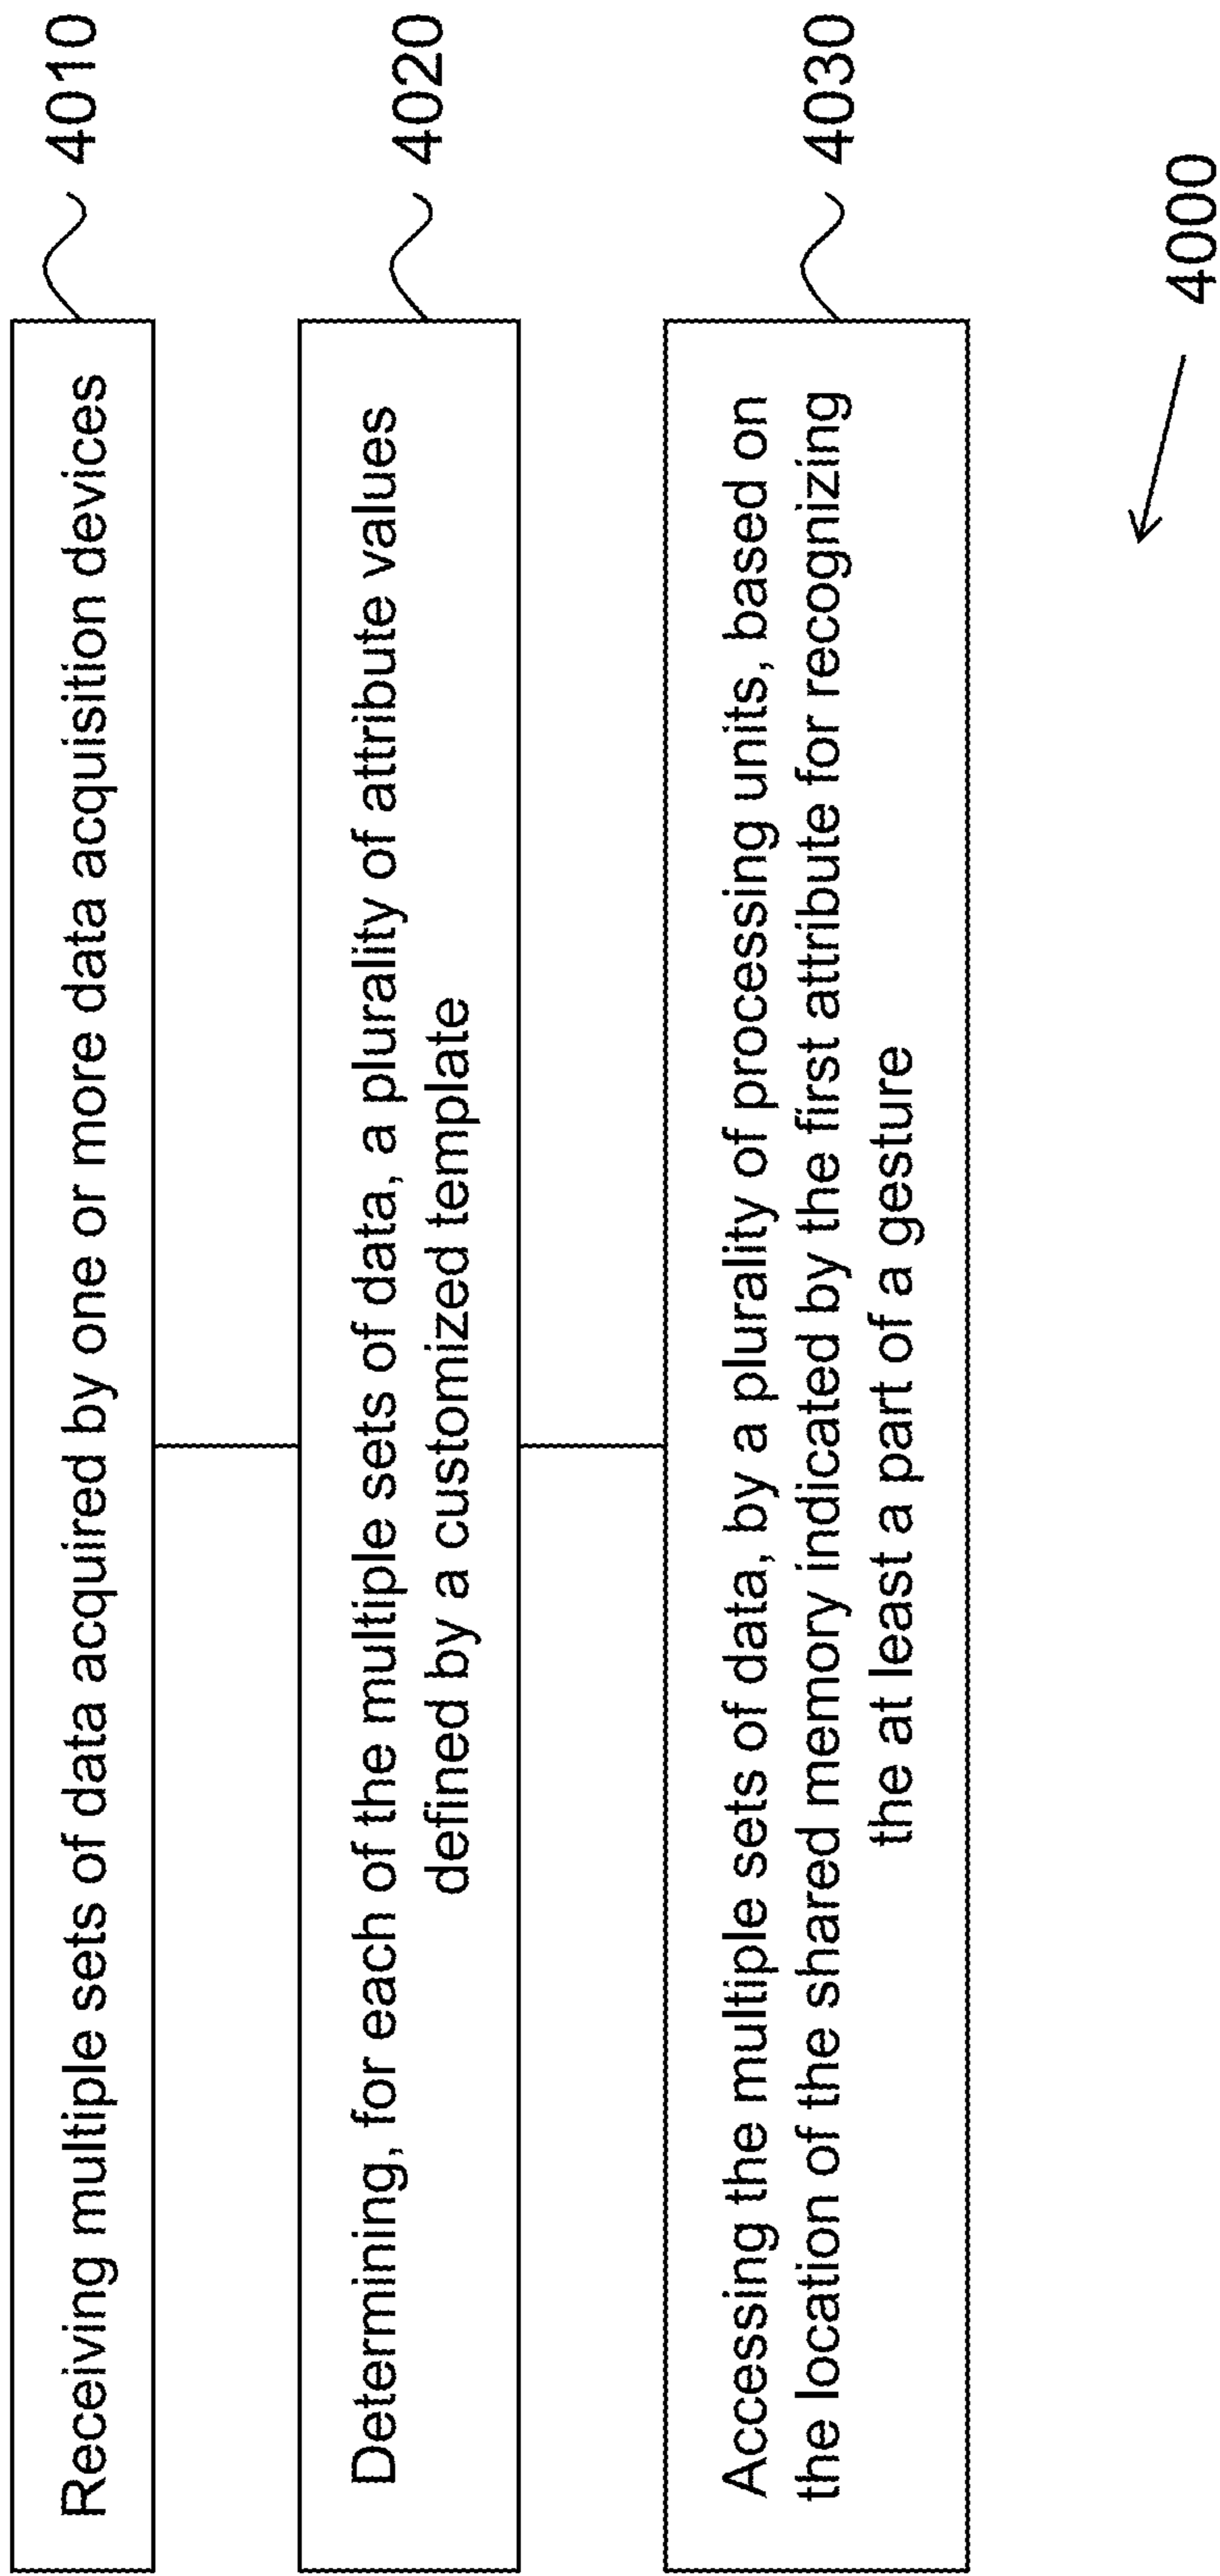 Receiving multiple sets of data acquired by one or more data acquisition devices
4010
Determining, for each of the multiple sets of data, a plurality of attribute values
defined by a customized template
4020
Accessing the multiple sets of data, by a plurality of processing units, based on
the location of the shared memory indicated by the first attribute for recognizing
the at least a part of a gesture
4030
4000